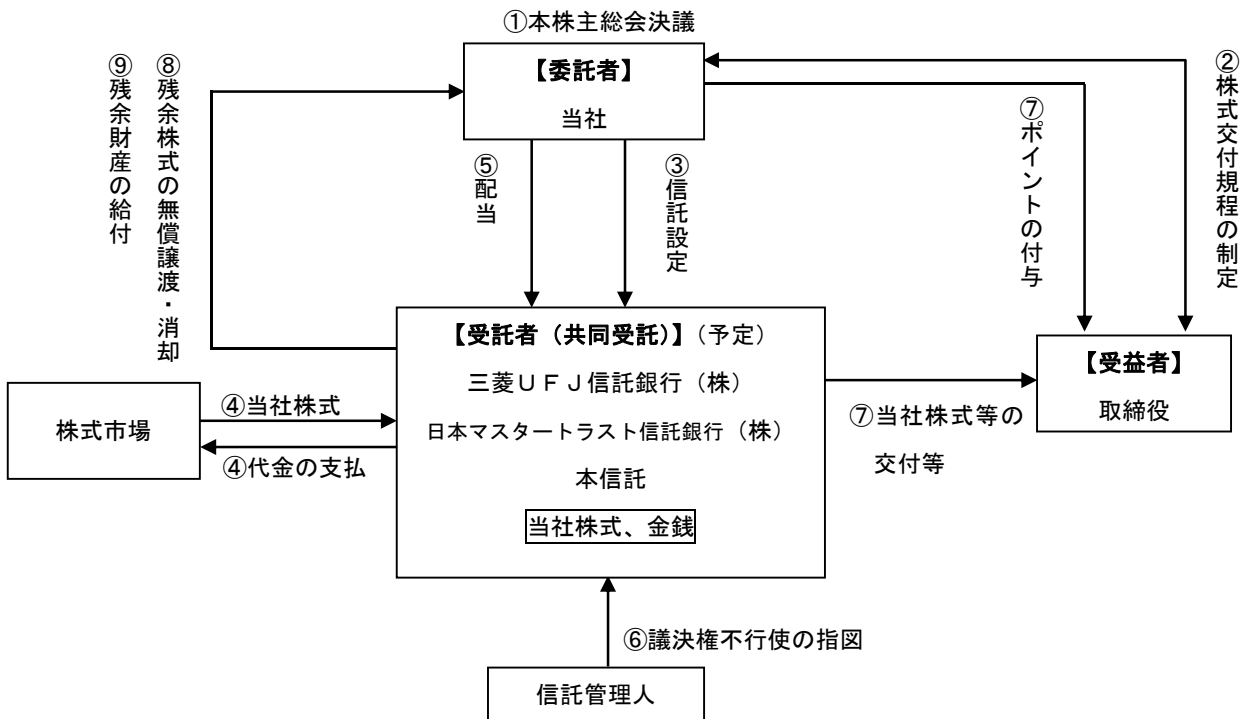 ①本株主総会決議
【委託者】
当社
⑨残余財産の給付
⑧残余株式の無償譲渡・消却
⑤配当
③信託設定
⑦ポイントの付与
②株式交付規程の制定
【受託者（共同受託）】（予定）
三菱ＵＦＪ信託銀行（株）
日本マスタートラスト信託銀行（株）
本信託
当社株式、金銭
株式市場
④当社株式
④代金の支払
【受益者】
取締役
⑦当社株式等の
交付等
⑥議決権不行使の指図
信託管理人